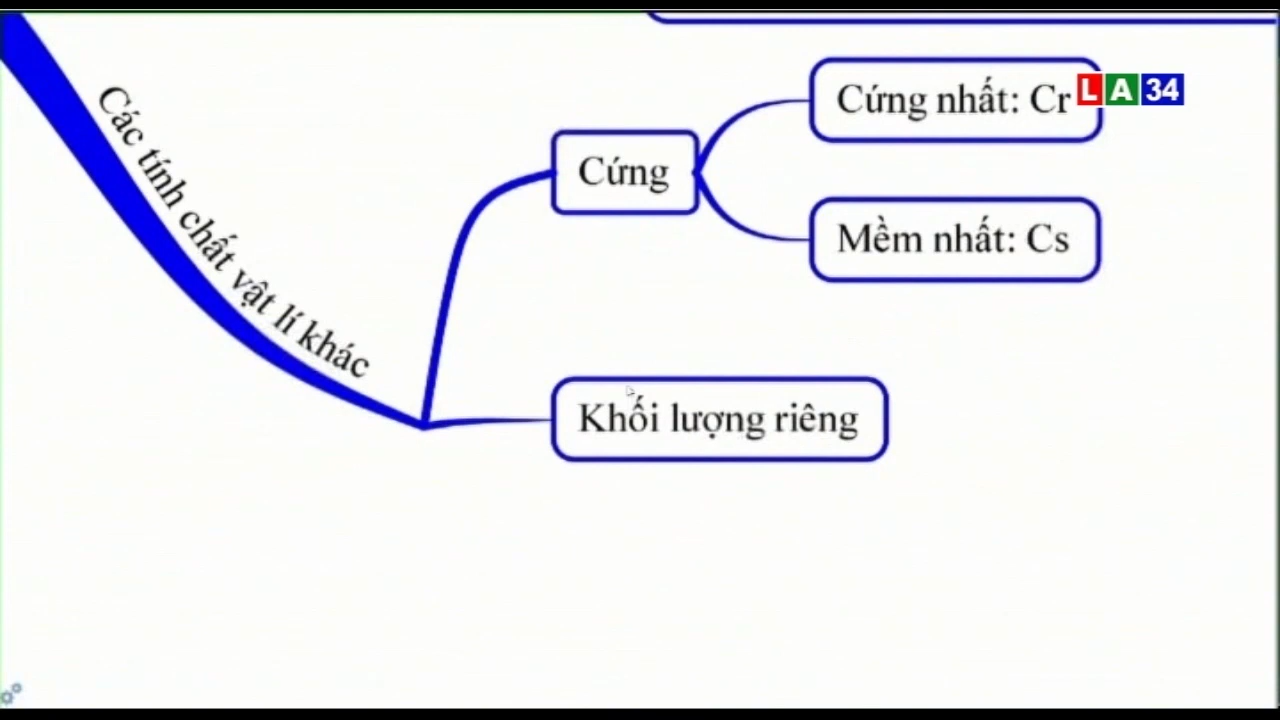 Các tính chất vật lí khác
Cứng
Cứng nhất: Cr
Mềm nhất: Cs
Khối lượng riêng
LA34